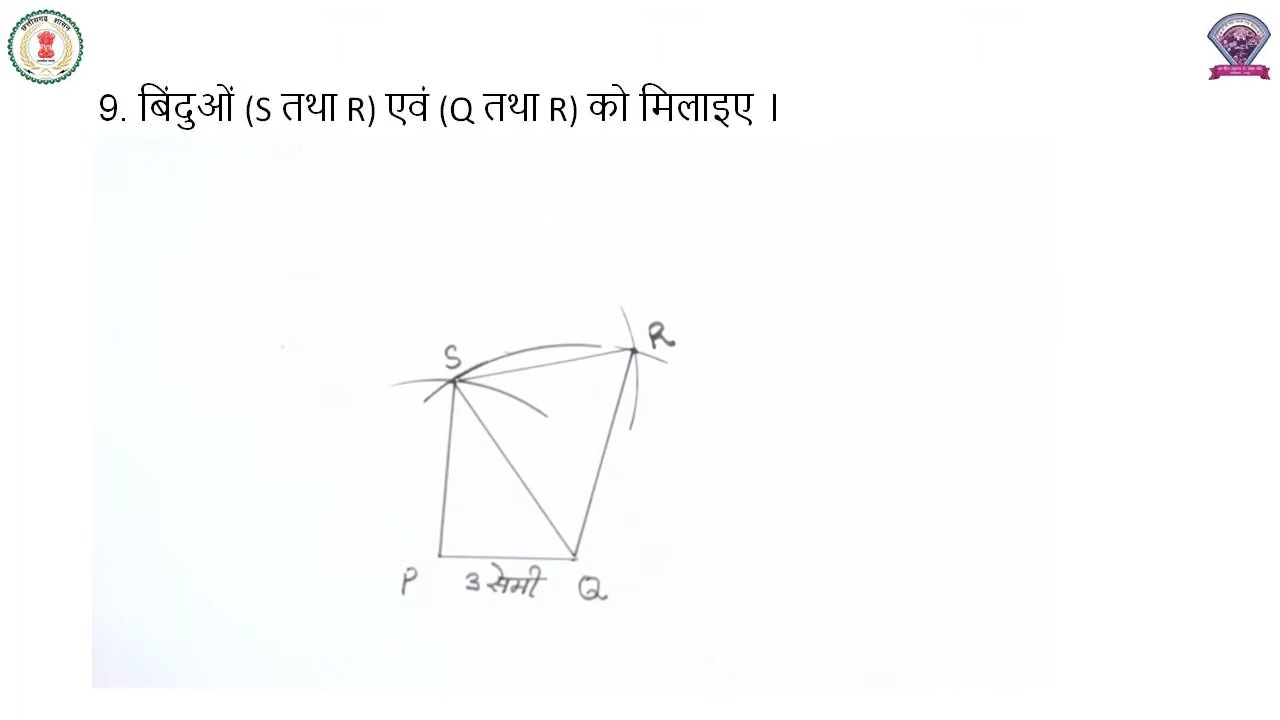 9. बिंदुओं (S तथा R) एवं (Q तथा R) को मिलाइए ।
S
R
P 3 सेमी Q